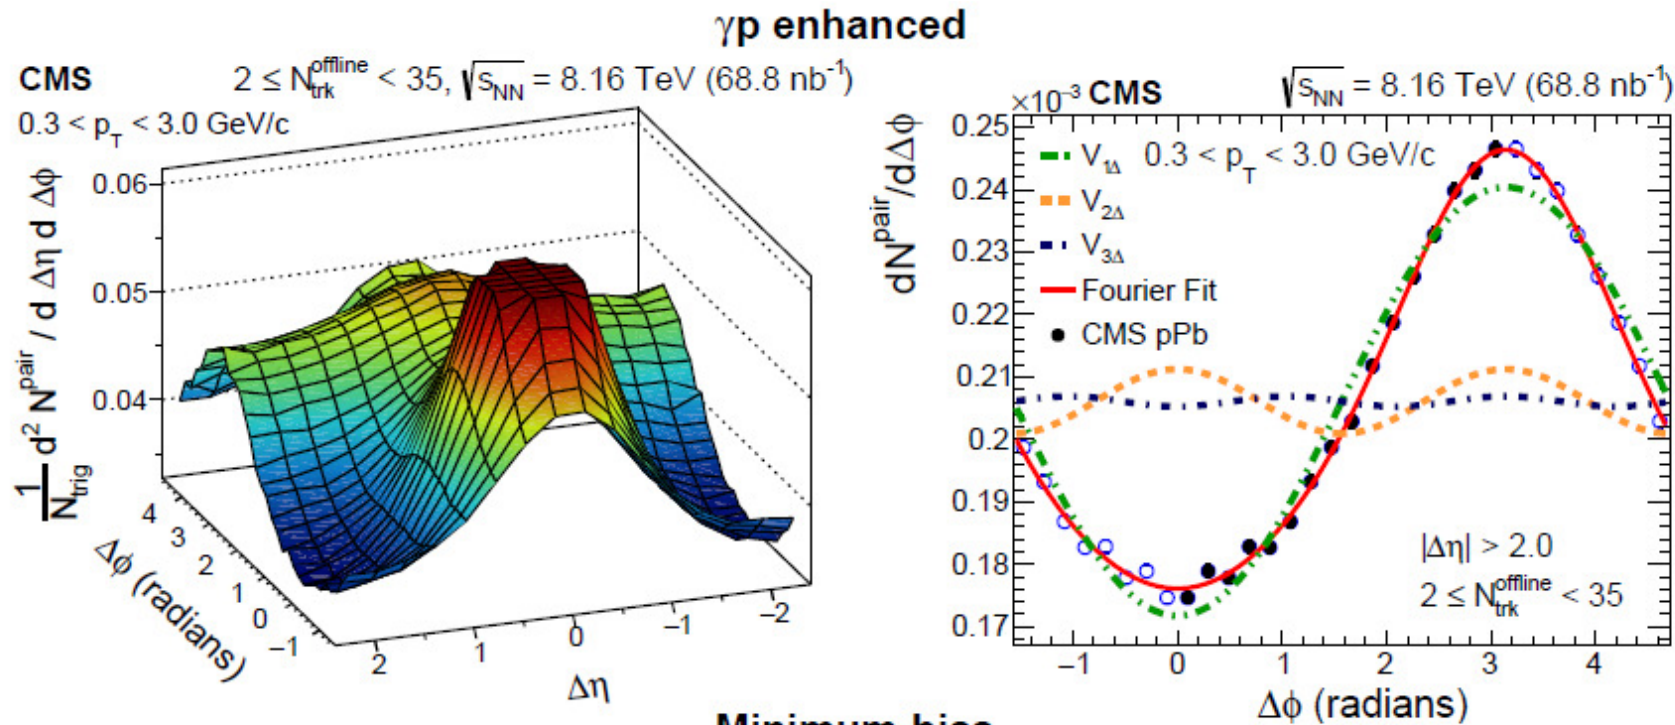 γp enhanced
CMS 2 ≤ N_trk^offline < 35, √s_NN = 8.16 TeV (68.8 nb⁻¹)
0.3 < p_T < 3.0 GeV/c
1/N_trig d² N^pair / d Δη d Δφ
0.06
0.05
0.04
4
3
2
1
0
−1
Δφ (radians)
2
1
0
−1
−2
Δη
×10⁻³ CMS √s_NN = 8.16 TeV (68.8 nb⁻¹)
dN^pair/dΔφ
0.25
0.24
0.23
0.22
0.21
0.2
0.19
0.18
0.17
V_1Δ 0.3 < p_T < 3.0 GeV/c
V_2Δ
V_3Δ
Fourier Fit
CMS pPb
|Δη| > 2.0
2 ≤ N_trk^offline < 35
−1 0 1 2 3 4
Δφ (radians)
Minimum bias